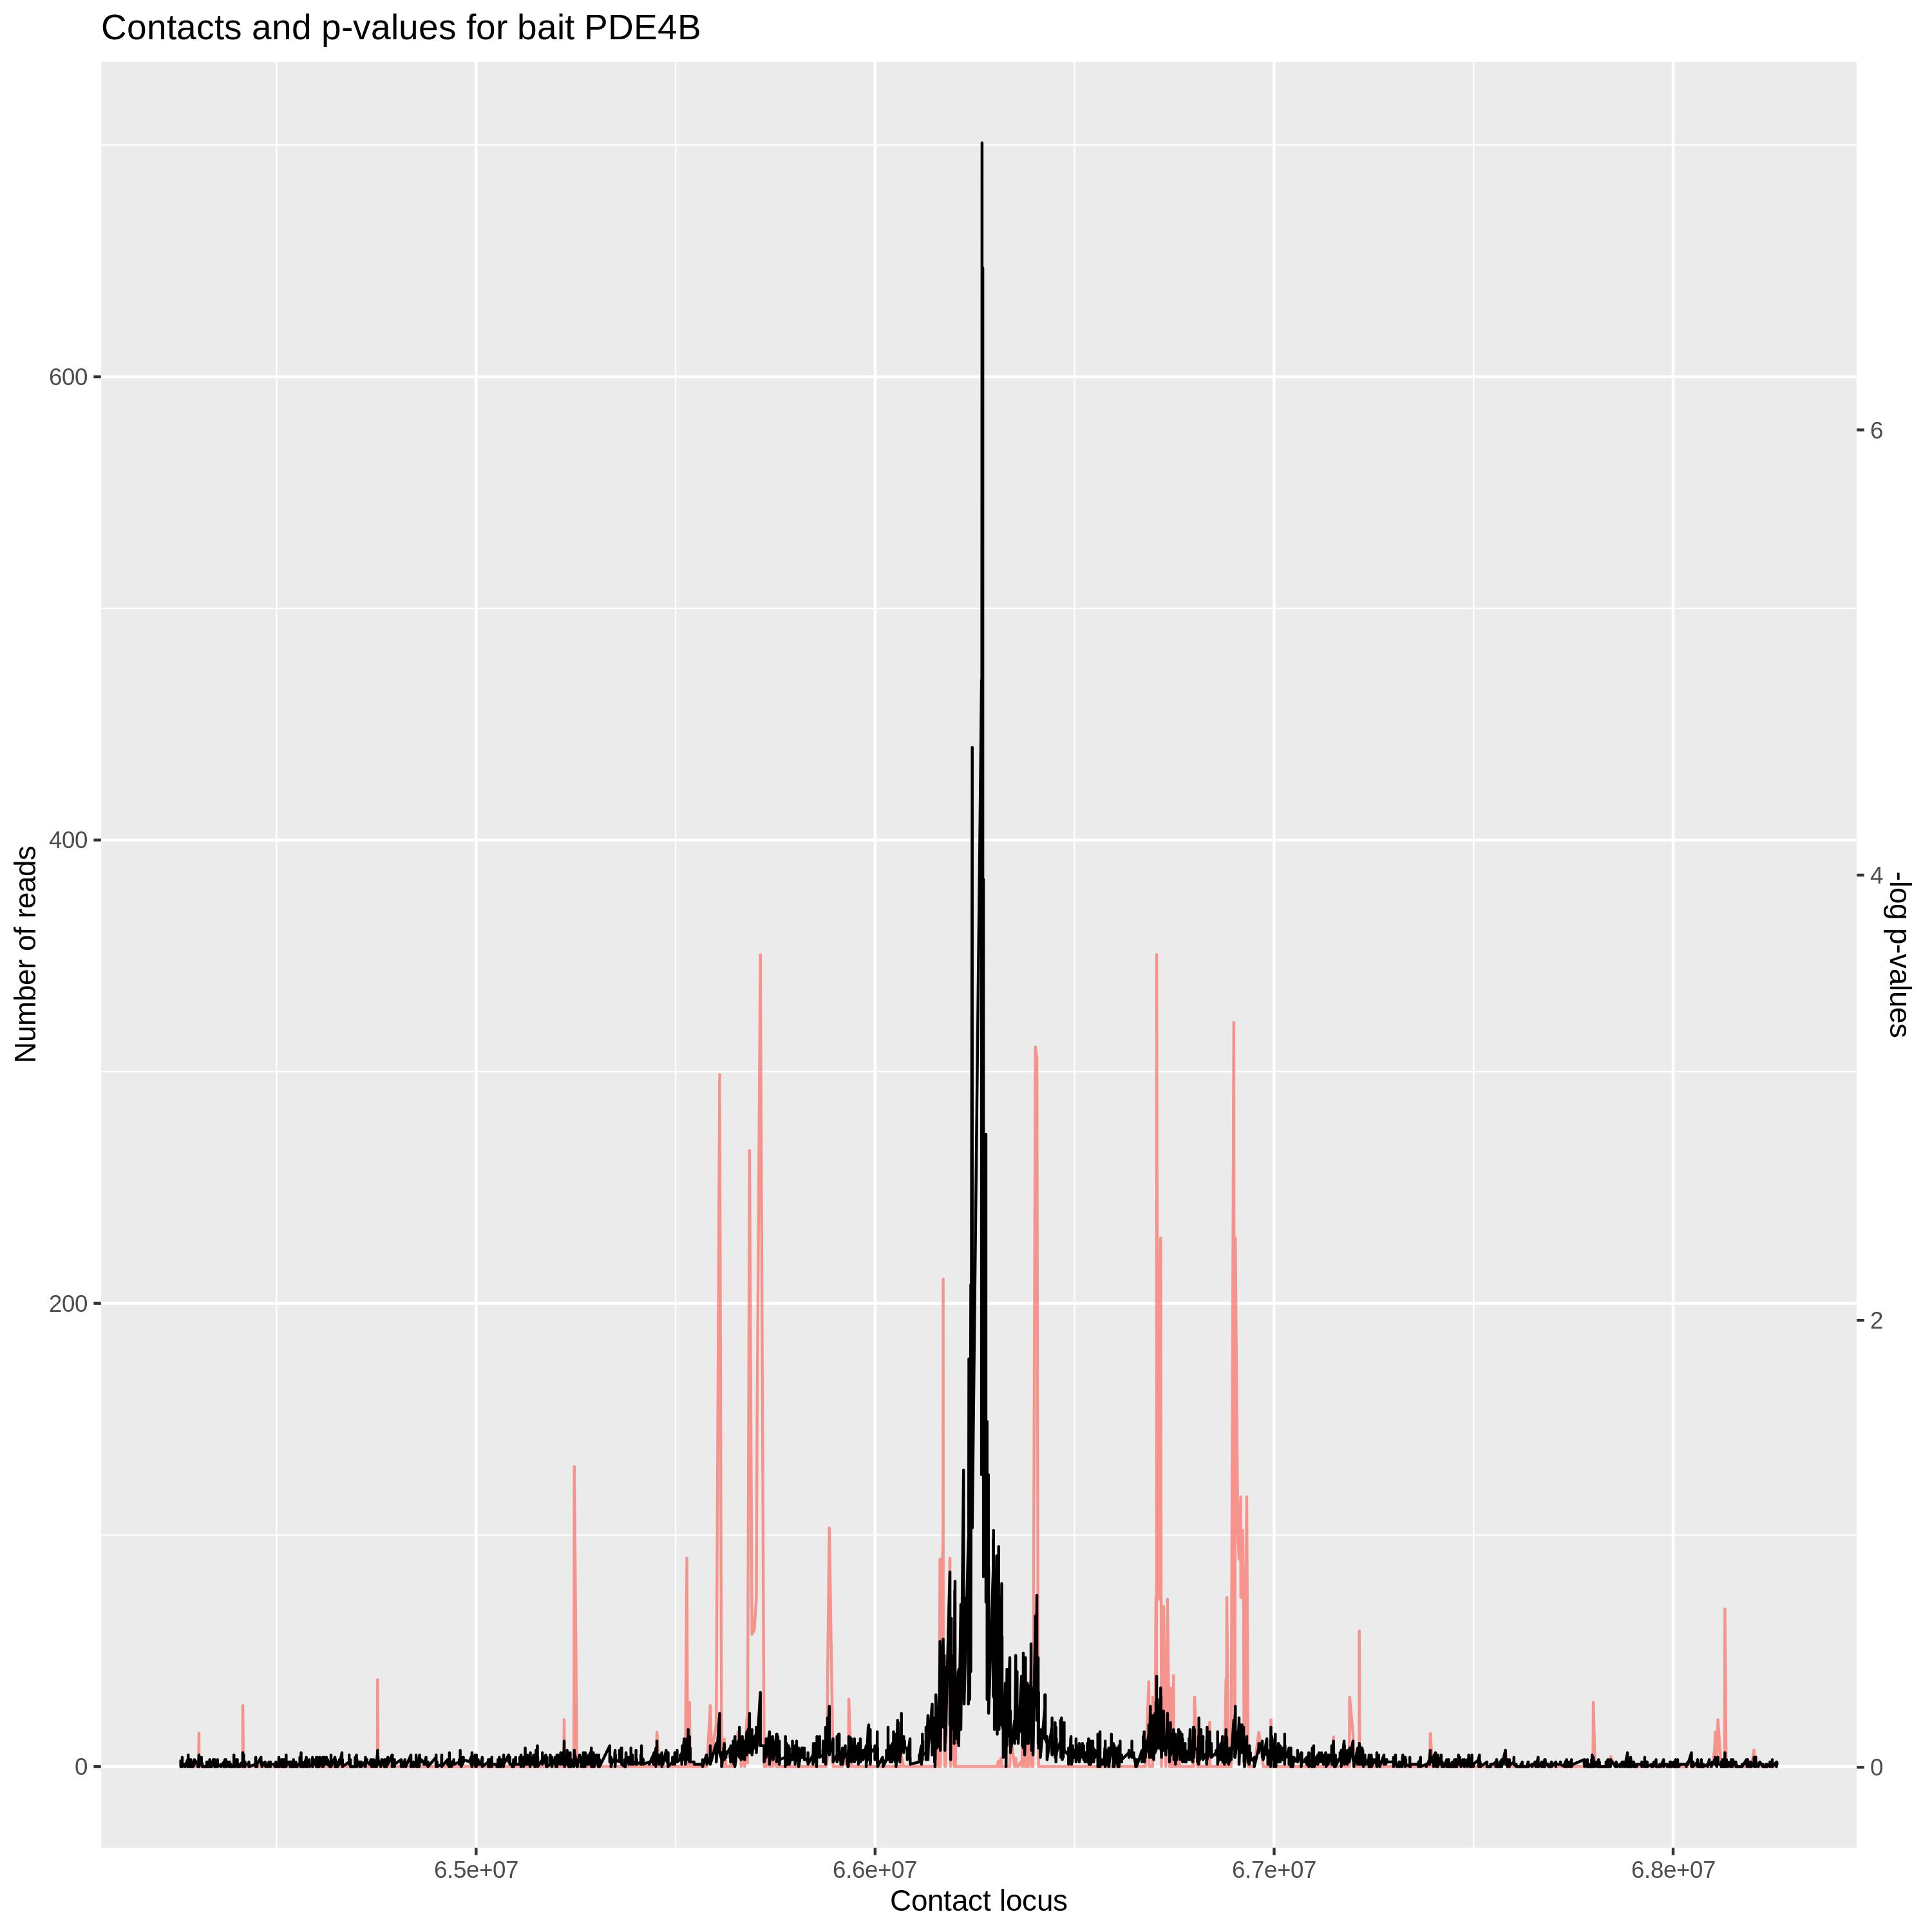 Contacts and p-values for bait PDE4B
600
400
200
0
Number of reads
6
4
2
0
-log p-values
6.5e+07
6.6e+07
6.7e+07
6.8e+07
Contact locus